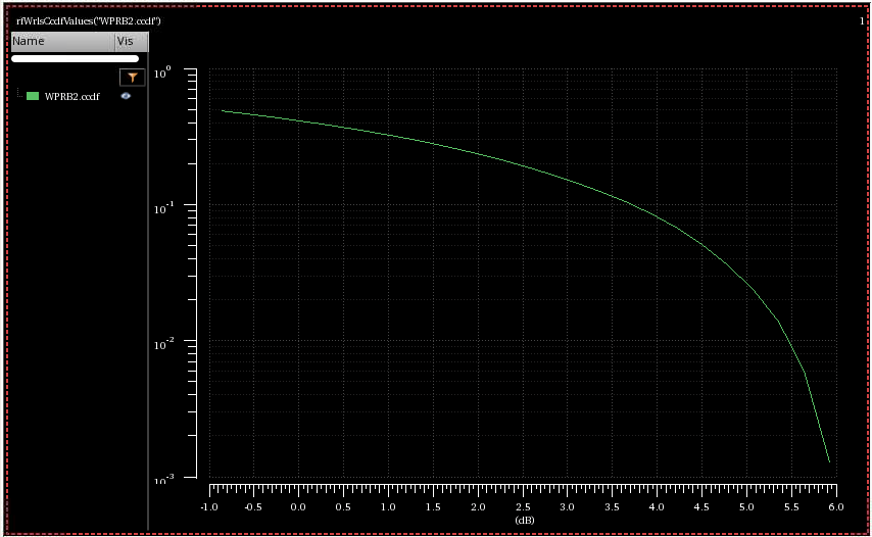 rfWrlsCcdfValues("WPRB2.ccdf")
1
Name Vis
WPRB2.ccdf
10⁰
10⁻¹
10⁻²
10⁻³
-1.0 -0.5 0.0 0.5 1.0 1.5 2.0 2.5 3.0 3.5 4.0 4.5 5.0 5.5 6.0
(dB)